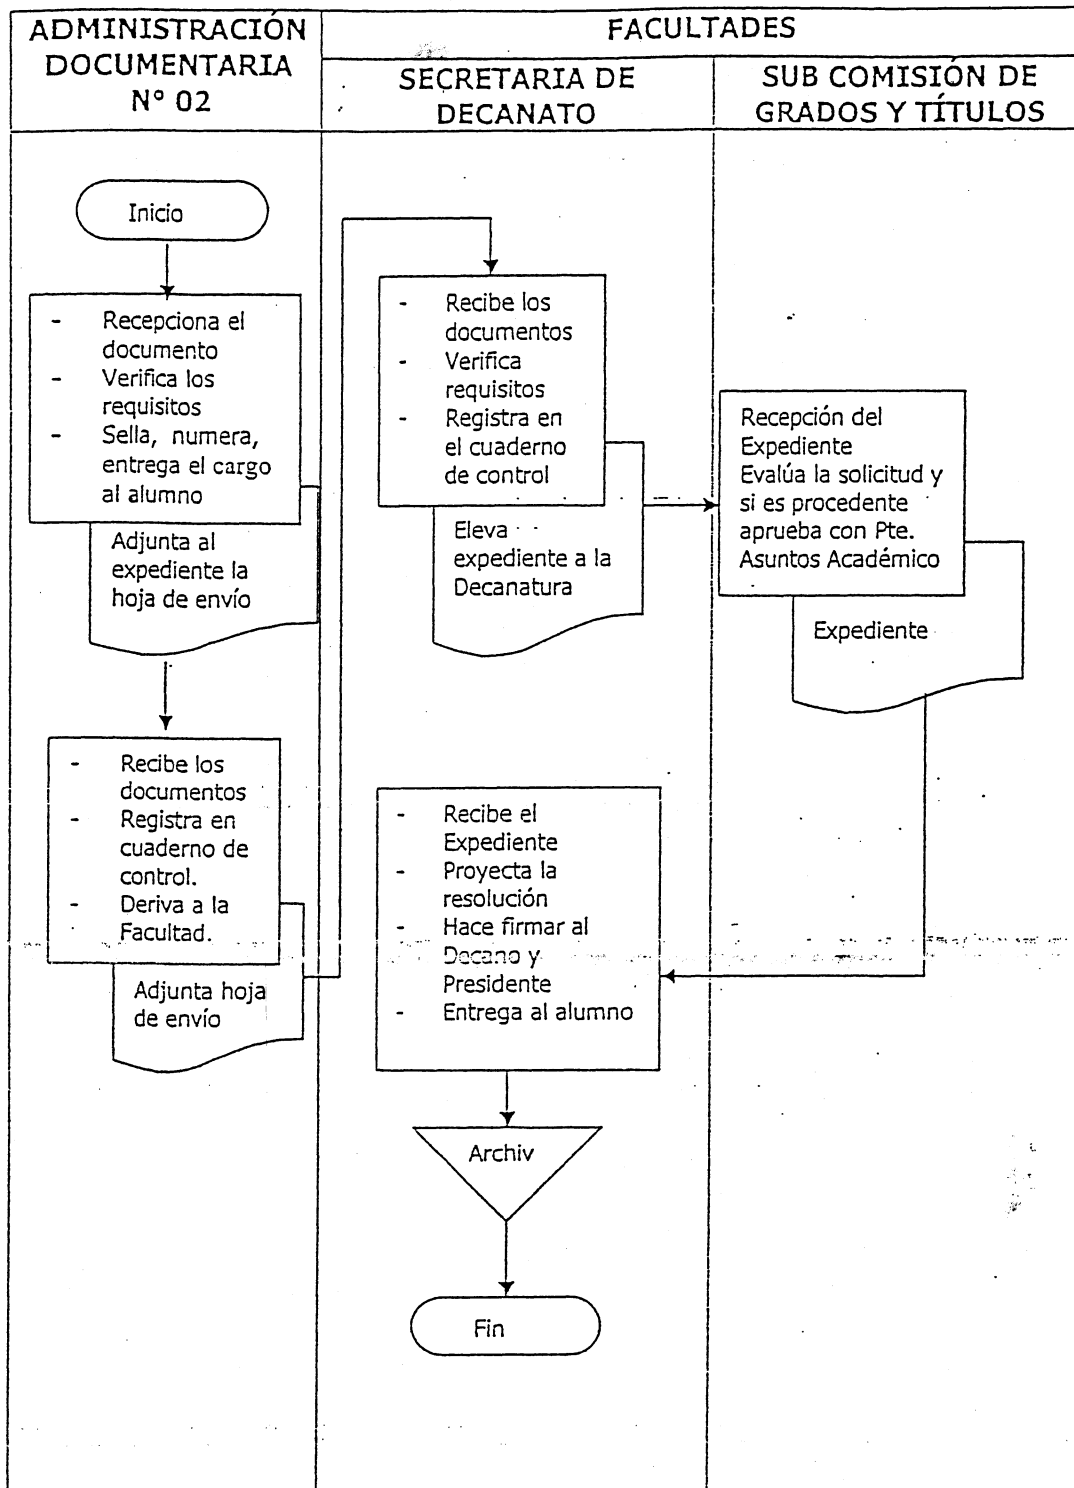 ADMINISTRACIÓN
DOCUMENTARIA
N° 02
FACULTADES
SECRETARIA DE
DECANATO
SUB COMISIÓN DE
GRADOS Y TÍTULOS
Inicio
- Recepciona el
documento
- Verifica los
requisitos
- Sella, numera,
entrega el cargo
al alumno
Adjunta al
expediente la
hoja de envío
- Recibe los
documentos
- Registra en
cuaderno de
control.
- Deriva a la
Facultad.
Adjunta hoja
de envío
- Recibe los
documentos
- Verifica
requisitos
- Registra en
el cuaderno
de control
Eleva
expediente a la
Decanatura
Recepción del
Expediente
Evalúa la solicitud y
si es procedente
aprueba con Pte.
Asuntos Académico
Expediente
- Recibe el
Expediente
- Proyecta la
resolución
- Hace firmar al
Decano y
Presidente
- Entrega al alumno
Archiv
Fin